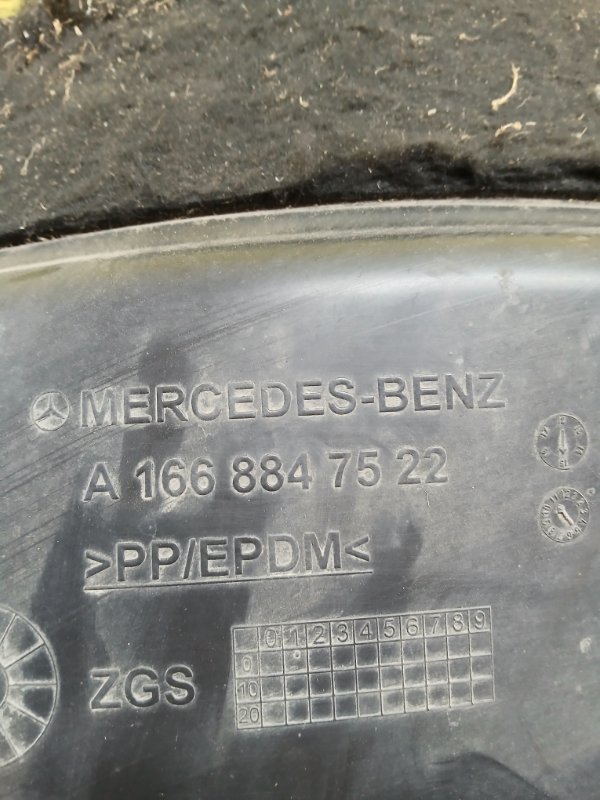 MERCEDES-BENZ
A 166 884 75 22
>PP/EPDM<
ZGS
0 1 2 3 4 5 6 7 8 9
0
10
20